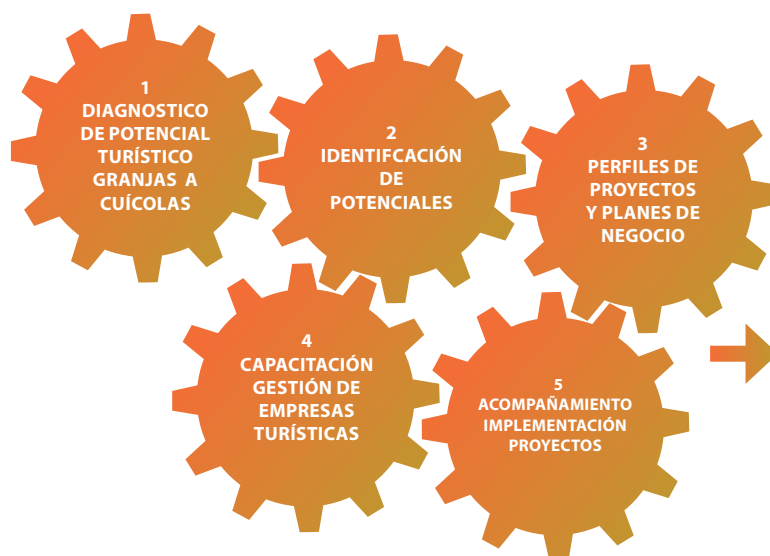 1
DIAGNOSTICO
DE POTENCIAL
TURÍSTICO
GRANJAS A
CUÍCOLAS
2
IDENTIFCACIÓN
DE
POTENCIALES
3
PERFILES DE
PROYECTOS
Y PLANES DE
NEGOCIO
4
CAPACITACIÓN
GESTIÓN DE
EMPRESAS
TURÍSTICAS
5
ACOMPAÑAMIENTO
IMPLEMENTACIÓN
PROYECTOS